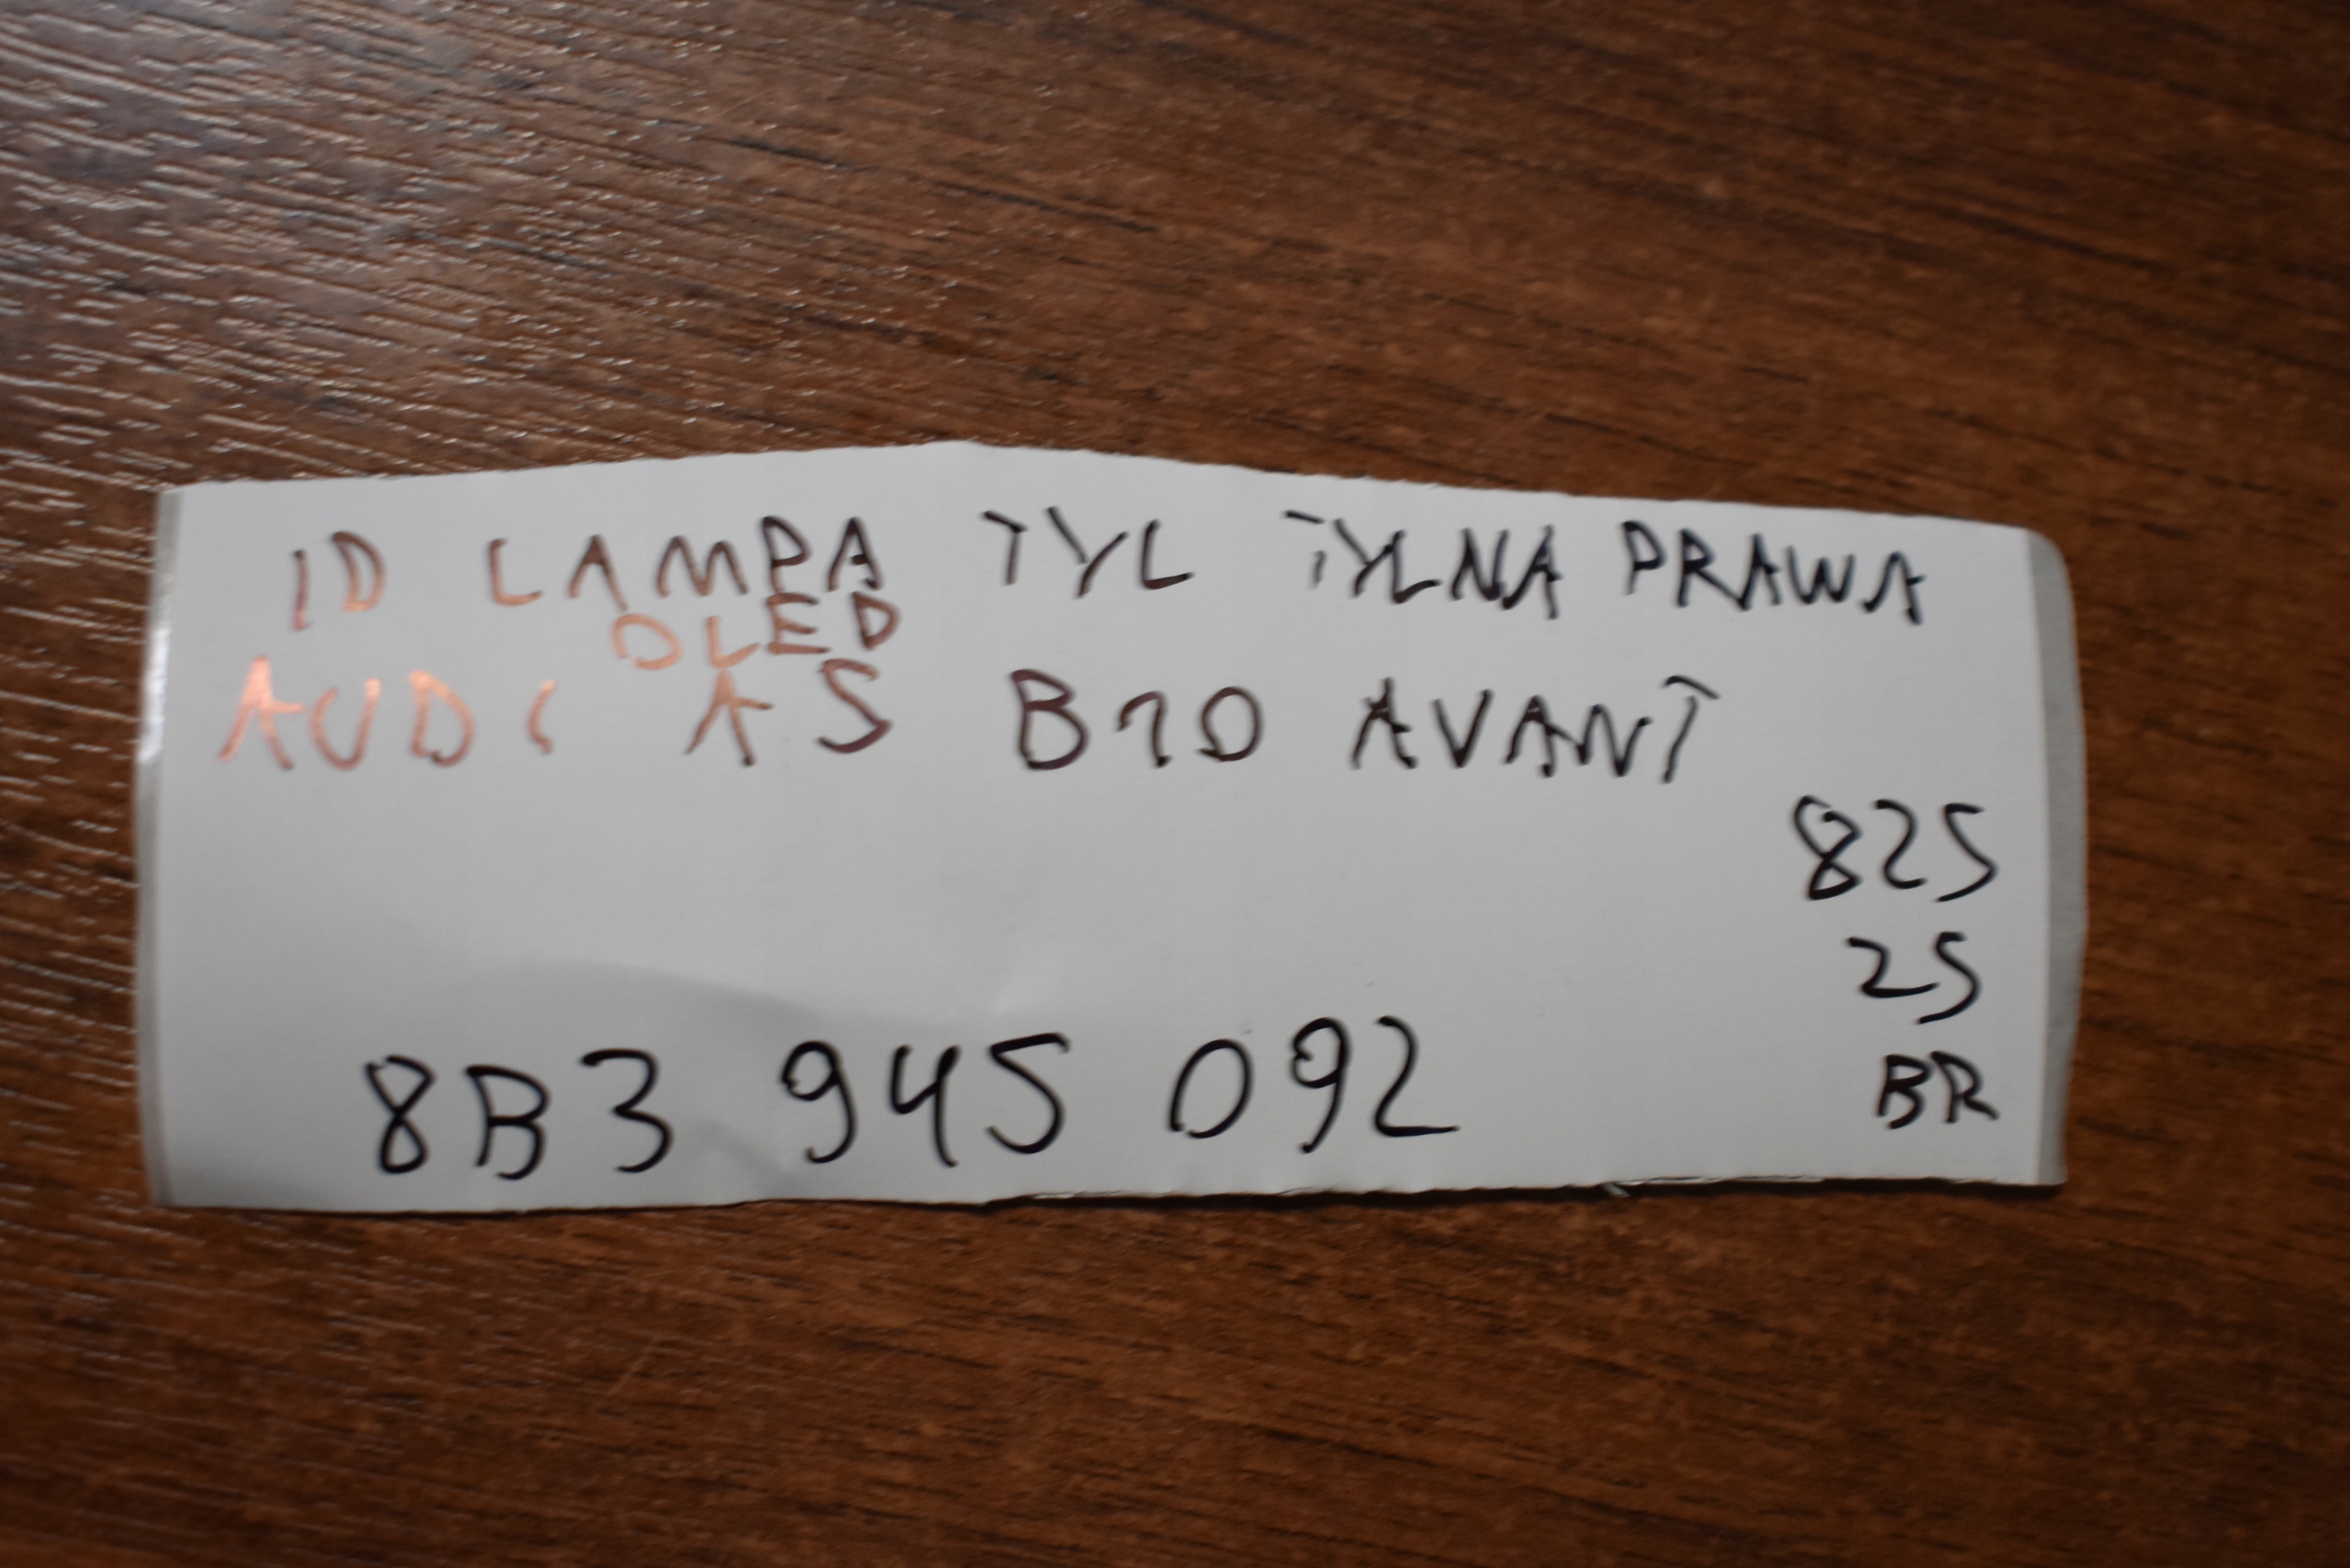 ID LAMPA TYL TYLNA PRAWA
OLED
AUDI A5 B10 AVANT
825
25
BR
8B3 945 092